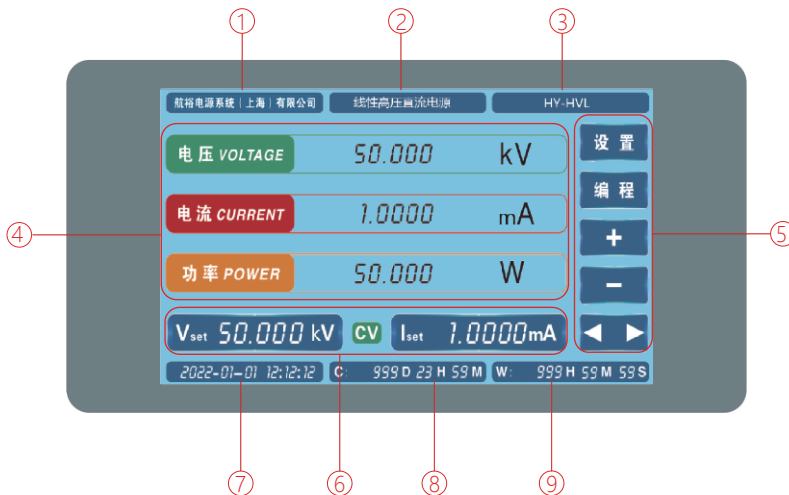 ① ② ③
航裕电源系统|上海|有限公司 线性高压直流电源 HY-HVL
电压 VOLTAGE 50.000 kV
设置
编程
电流 CURRENT 1.0000 mA
④ ⑤
+
功率 POWER 50.000 W
−
Vset 50.000 kV CV Iset 1.0000mA
◀ ▶
2022-01-01 12:12:12 C: 999 D 23 H 59 M W: 999 H 59 M 59 S
⑦ ⑥ ⑧ ⑨